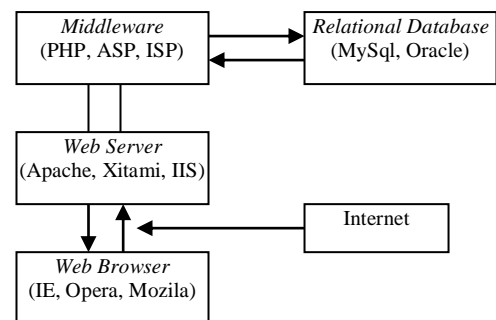 Middleware
(PHP, ASP, ISP)
Relational Database
(MySql, Oracle)
Web Server
(Apache, Xitami, IIS)
Internet
Web Browser
(IE, Opera, Mozila)